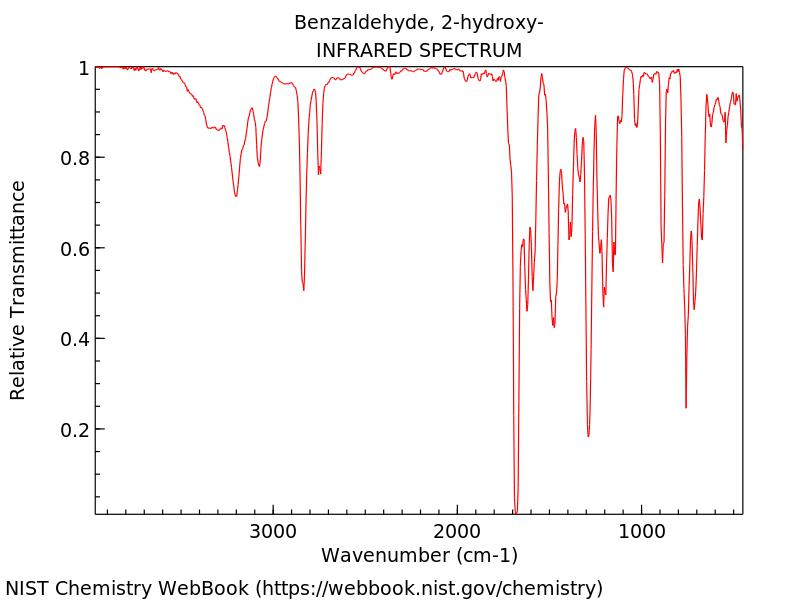 Benzaldehyde, 2-hydroxy-
INFRARED SPECTRUM
1
0.8
0.6
0.4
0.2
Relative Transmittance
3000 2000 1000
Wavenumber (cm-1)
NIST Chemistry WebBook (https://webbook.nist.gov/chemistry)